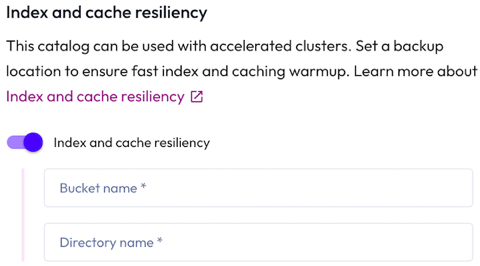 Index and cache resiliency
This catalog can be used with accelerated clusters. Set a backup
location to ensure fast index and caching warmup. Learn more about
Index and cache resiliency
Index and cache resiliency
Bucket name *
Directory name *